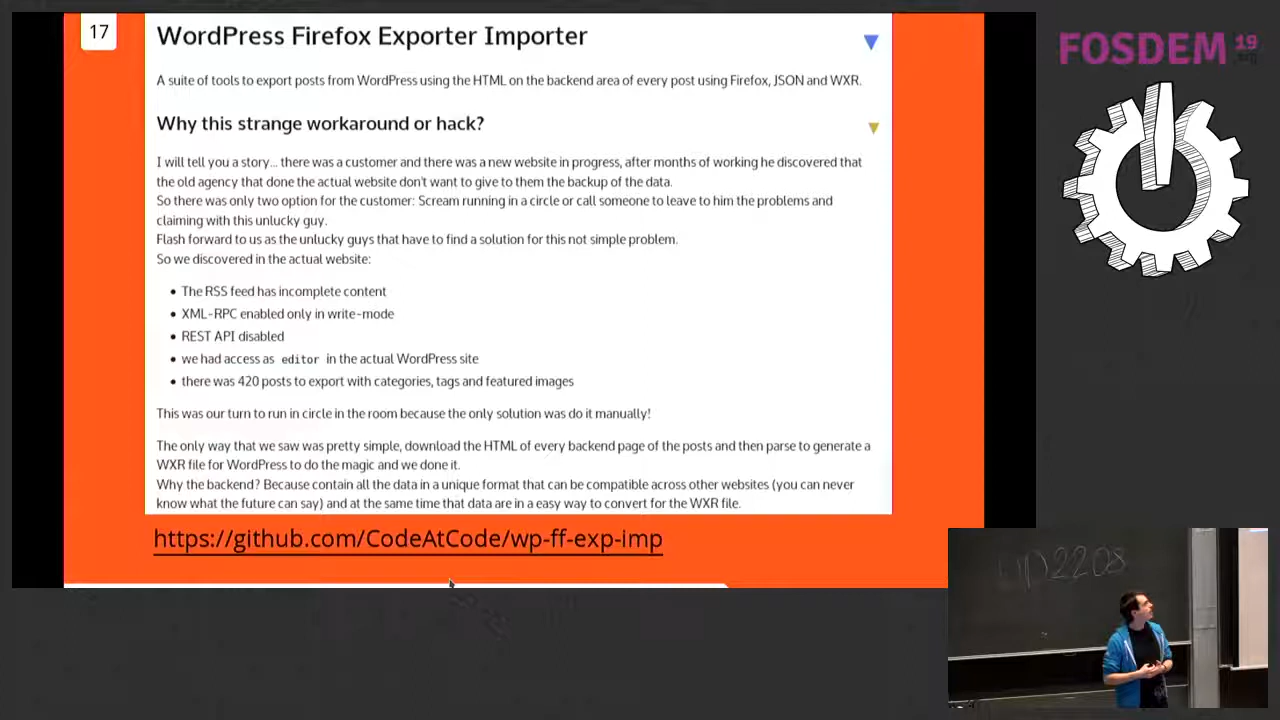 17
WordPress Firefox Exporter Importer
A suite of tools to export posts from WordPress using the HTML on the backend area of every post using Firefox, JSON and WXR.
Why this strange workaround or hack?
I will tell you a story... there was a customer and there was a new website in progress, after months of working he discovered that
the old agency that done the actual website don't want to give to them the backup of the data.
So there was only two option for the customer: Scream running in a circle or call someone to leave to him the problems and
claiming with this unlucky guy.
Flash forward to us as the unlucky guys that have to find a solution for this not simple problem.
So we discovered in the actual website:
• The RSS feed has incomplete content
• XML-RPC enabled only in write-mode
• REST API disabled
• we had access as editor in the actual WordPress site
• there was 420 posts to export with categories, tags and featured images
This was our turn to run in circle in the room because the only solution was do it manually!
The only way that we saw was pretty simple, download the HTML of every backend page of the posts and then parse to generate a
WXR file for WordPress to do the magic and we done it.
Why the backend? Because contain all the data in a unique format that can be compatible across other websites (you can never
know what the future can say) and at the same time that data are in a easy way to convert for the WXR file.
https://github.com/CodeAtCode/wp-ff-exp-imp
FOSDEM 19
.org